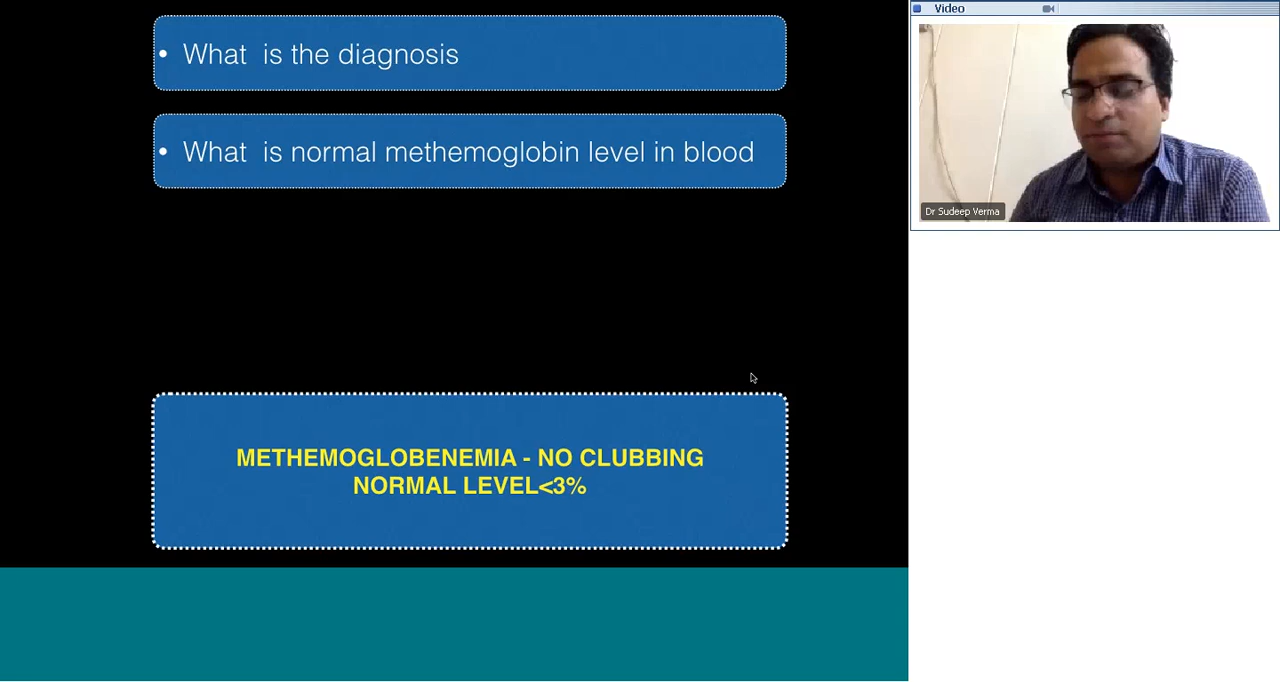 • What is the diagnosis
• What is normal methemoglobin level in blood
METHEMOGLOBENEMIA - NO CLUBBING
NORMAL LEVEL<3%
Video
Dr Sudeep Verma